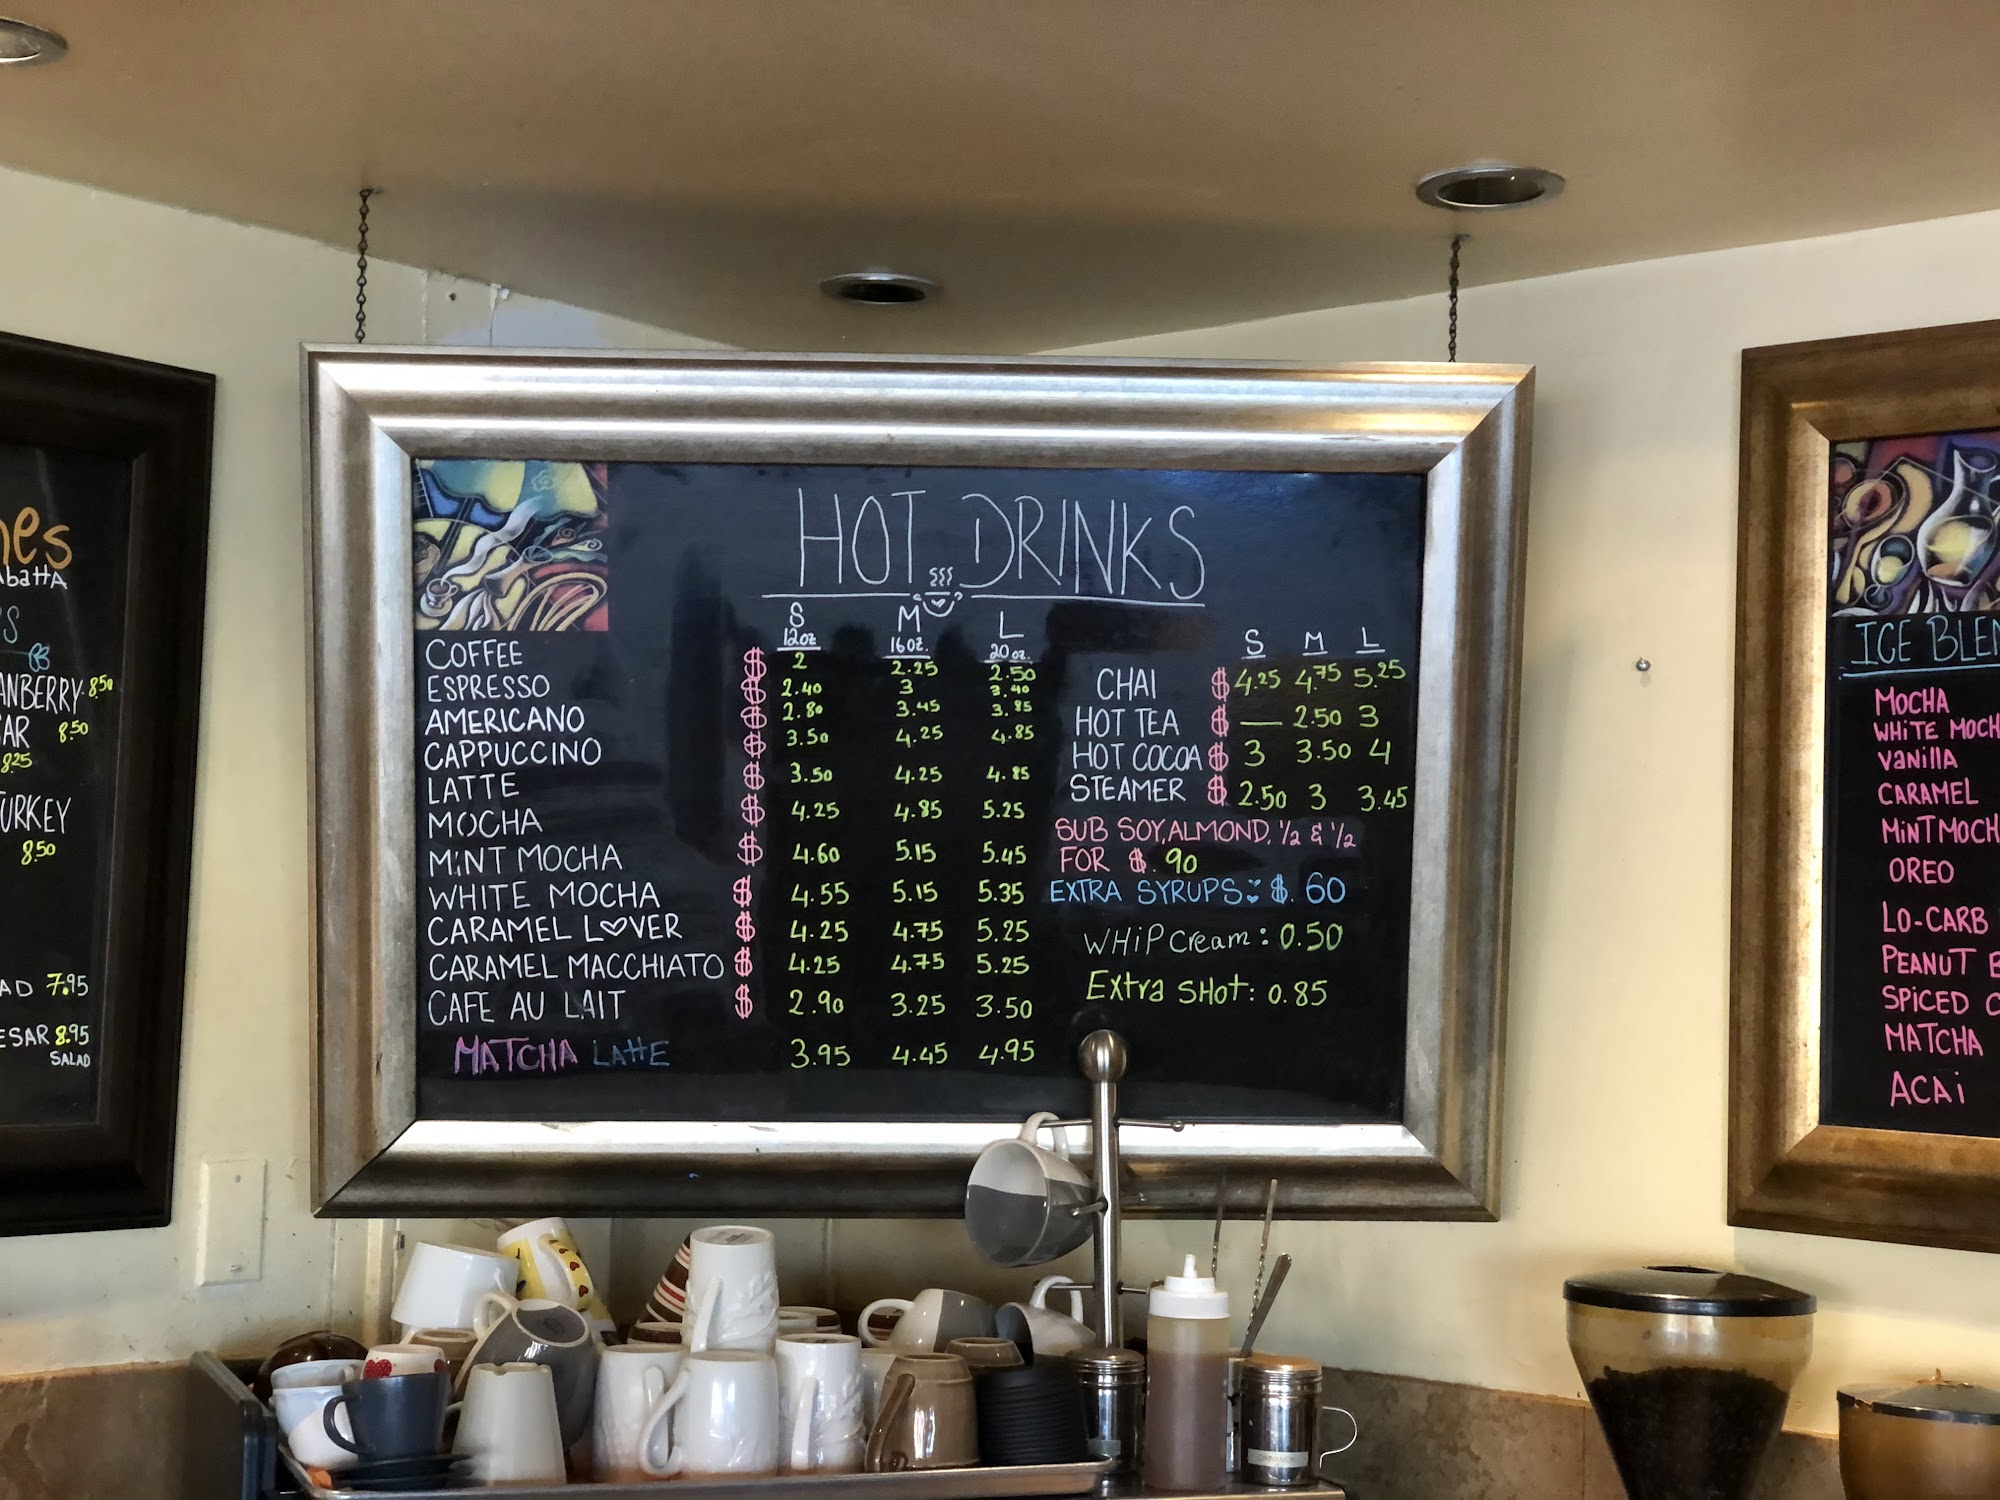 nes
abatta
'S
ANBERRY 8.50
AR 8.50
8.25
TURKEY
8.50
AD 7.95
ESAR 8.95
SALAD
HOT DRINKS
S M L
12oz 16oz. 20oz.
COFFEE $ 2 2.25 2.50
ESPRESSO $ 2.40 3 3.40
AMERICANO $ 2.80 3.45 3.85
CAPPUCCINO $ 3.50 4.25 4.85
LATTE $ 3.50 4.25 4.85
MOCHA $ 4.25 4.85 5.25
MiNT MOCHA $ 4.60 5.15 5.45
WHITE MOCHA $ 4.55 5.15 5.35
CARAMEL L♡VER $ 4.25 4.75 5.25
CARAMEL MACCHIATO $ 4.25 4.75 5.25
CAFE AU LAIT $ 2.90 3.25 3.50
MATCHA LAttE 3.95 4.45 4.95
S M L
CHAI $ 4.25 4.75 5.25
HOT TEA $ — 2.50 3
HOT COCOA $ 3 3.50 4
STEAMER $ 2.50 3 3.45
SUB SOY, ALMOND, 1/2 & 1/2
FOR $ .90
EXTRA SYRUPS: $. 60
WHiP cream: 0.50
Extra SHot: 0.85
ICE BLEN
MOCHA
WHITE MOCH
vanilla
CARAMEL
MiNT MOCH
OREO
LO-CARB
PEANUT B
SPICED C
MATCHA
ACAi
CINNAMON